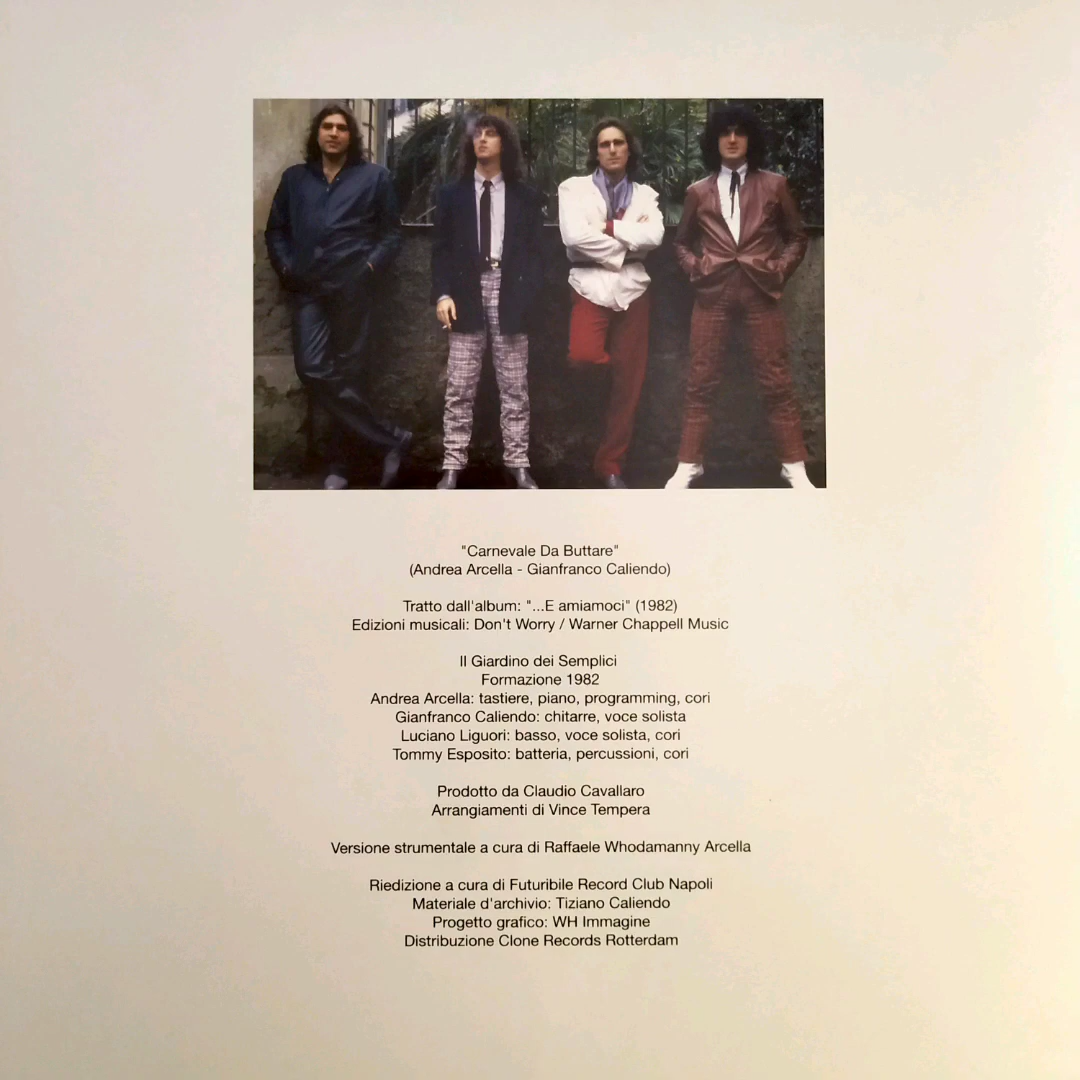 "Carnevale Da Buttare"
(Andrea Arcella - Gianfranco Caliendo)
Tratto dall'album: "...E amiamoci" (1982)
Edizioni musicali: Don't Worry / Warner Chappell Music
Il Giardino dei Semplici
Formazione 1982
Andrea Arcella: tastiere, piano, programming, cori
Gianfranco Caliendo: chitarre, voce solista
Luciano Liguori: basso, voce solista, cori
Tommy Esposito: batteria, percussioni, cori
Prodotto da Claudio Cavallaro
Arrangiamenti di Vince Tempera
Versione strumentale a cura di Raffaele Whodamanny Arcella
Riedizione a cura di Futuribile Record Club Napoli
Materiale d'archivio: Tiziano Caliendo
Progetto grafico: WH Immagine
Distribuzione Clone Records Rotterdam